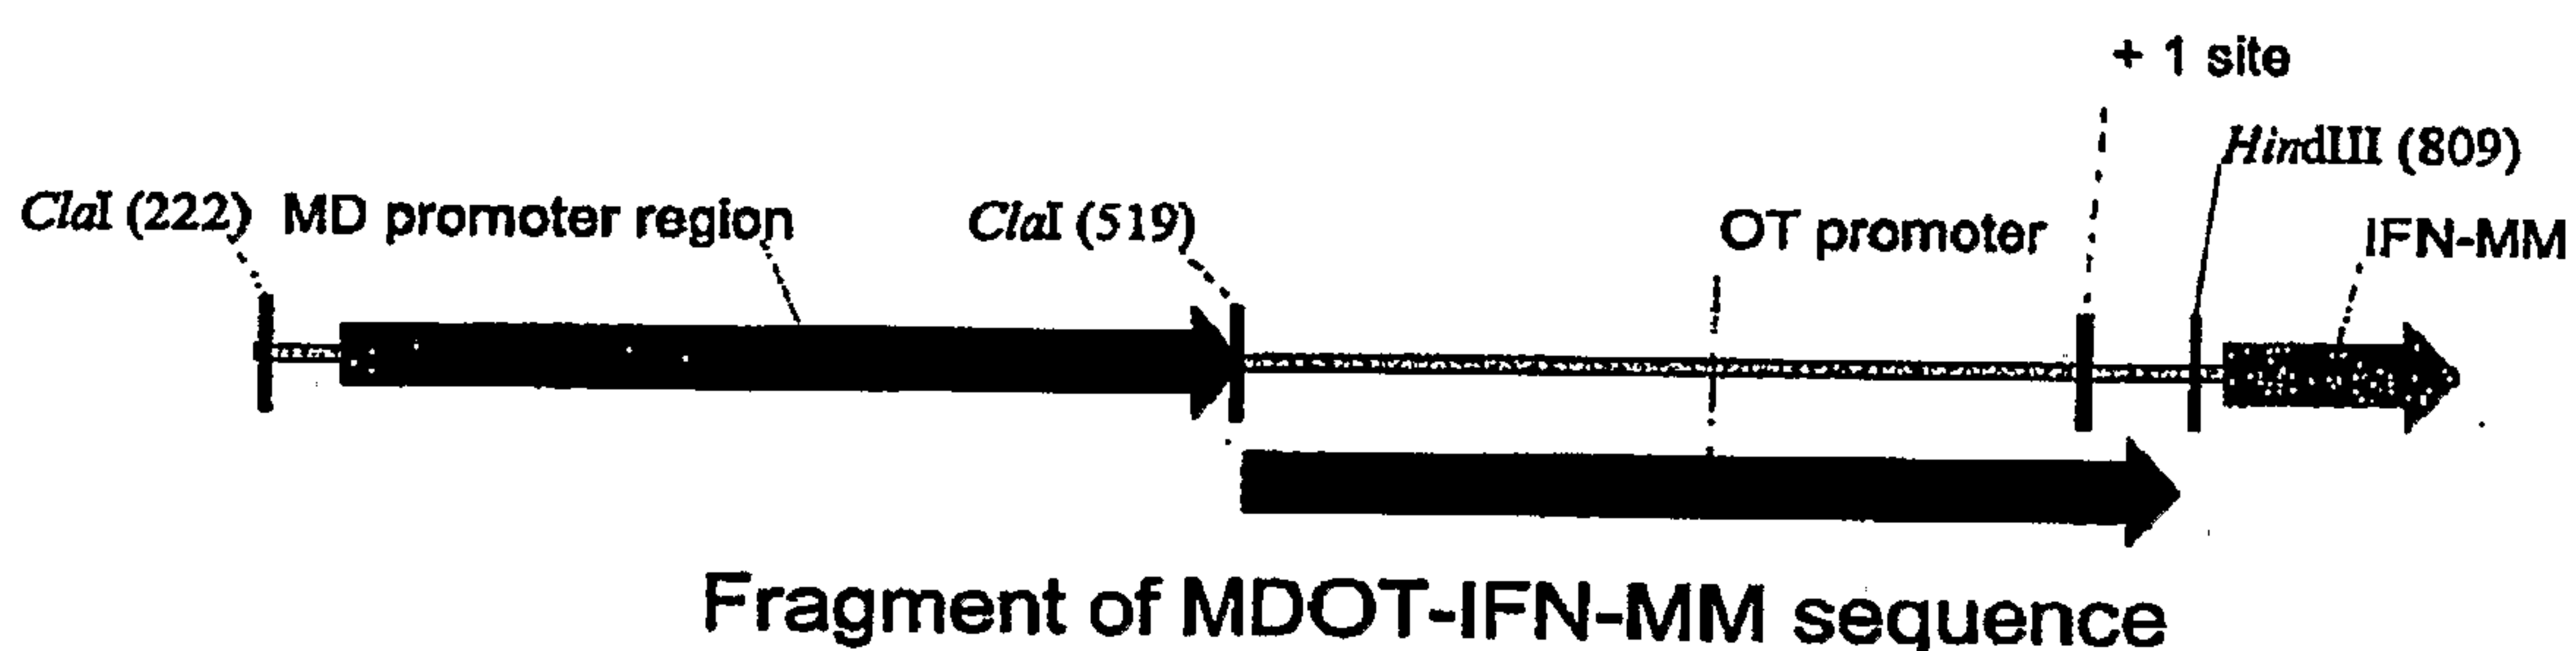 + 1 site
HindIII (809)
ClaI (222) MD promoter region ClaI (519) OT promoter IFN-MM
Fragment of MDOT-IFN-MM sequence